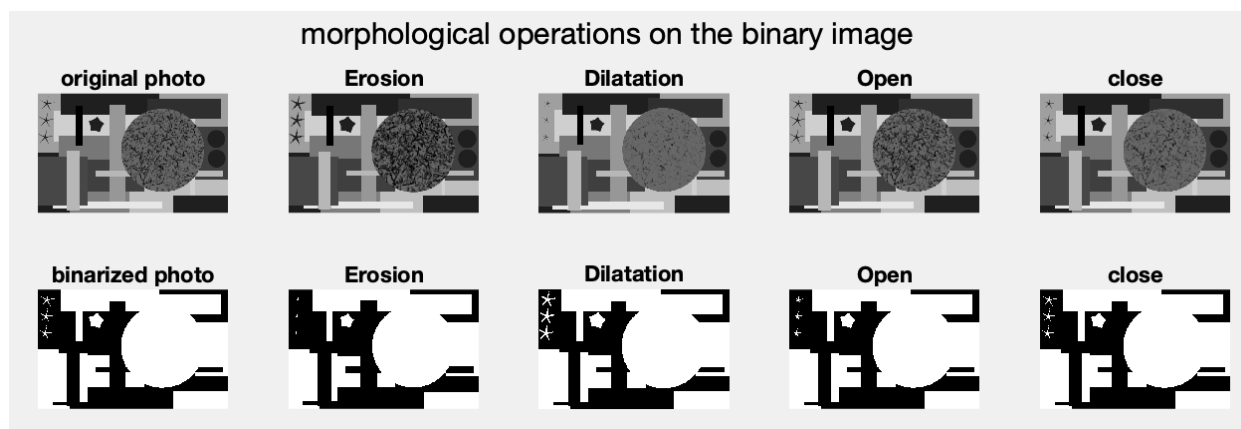 morphological operations on the binary image
original photo Erosion Dilatation Open close
binarized photo Erosion Dilatation Open close